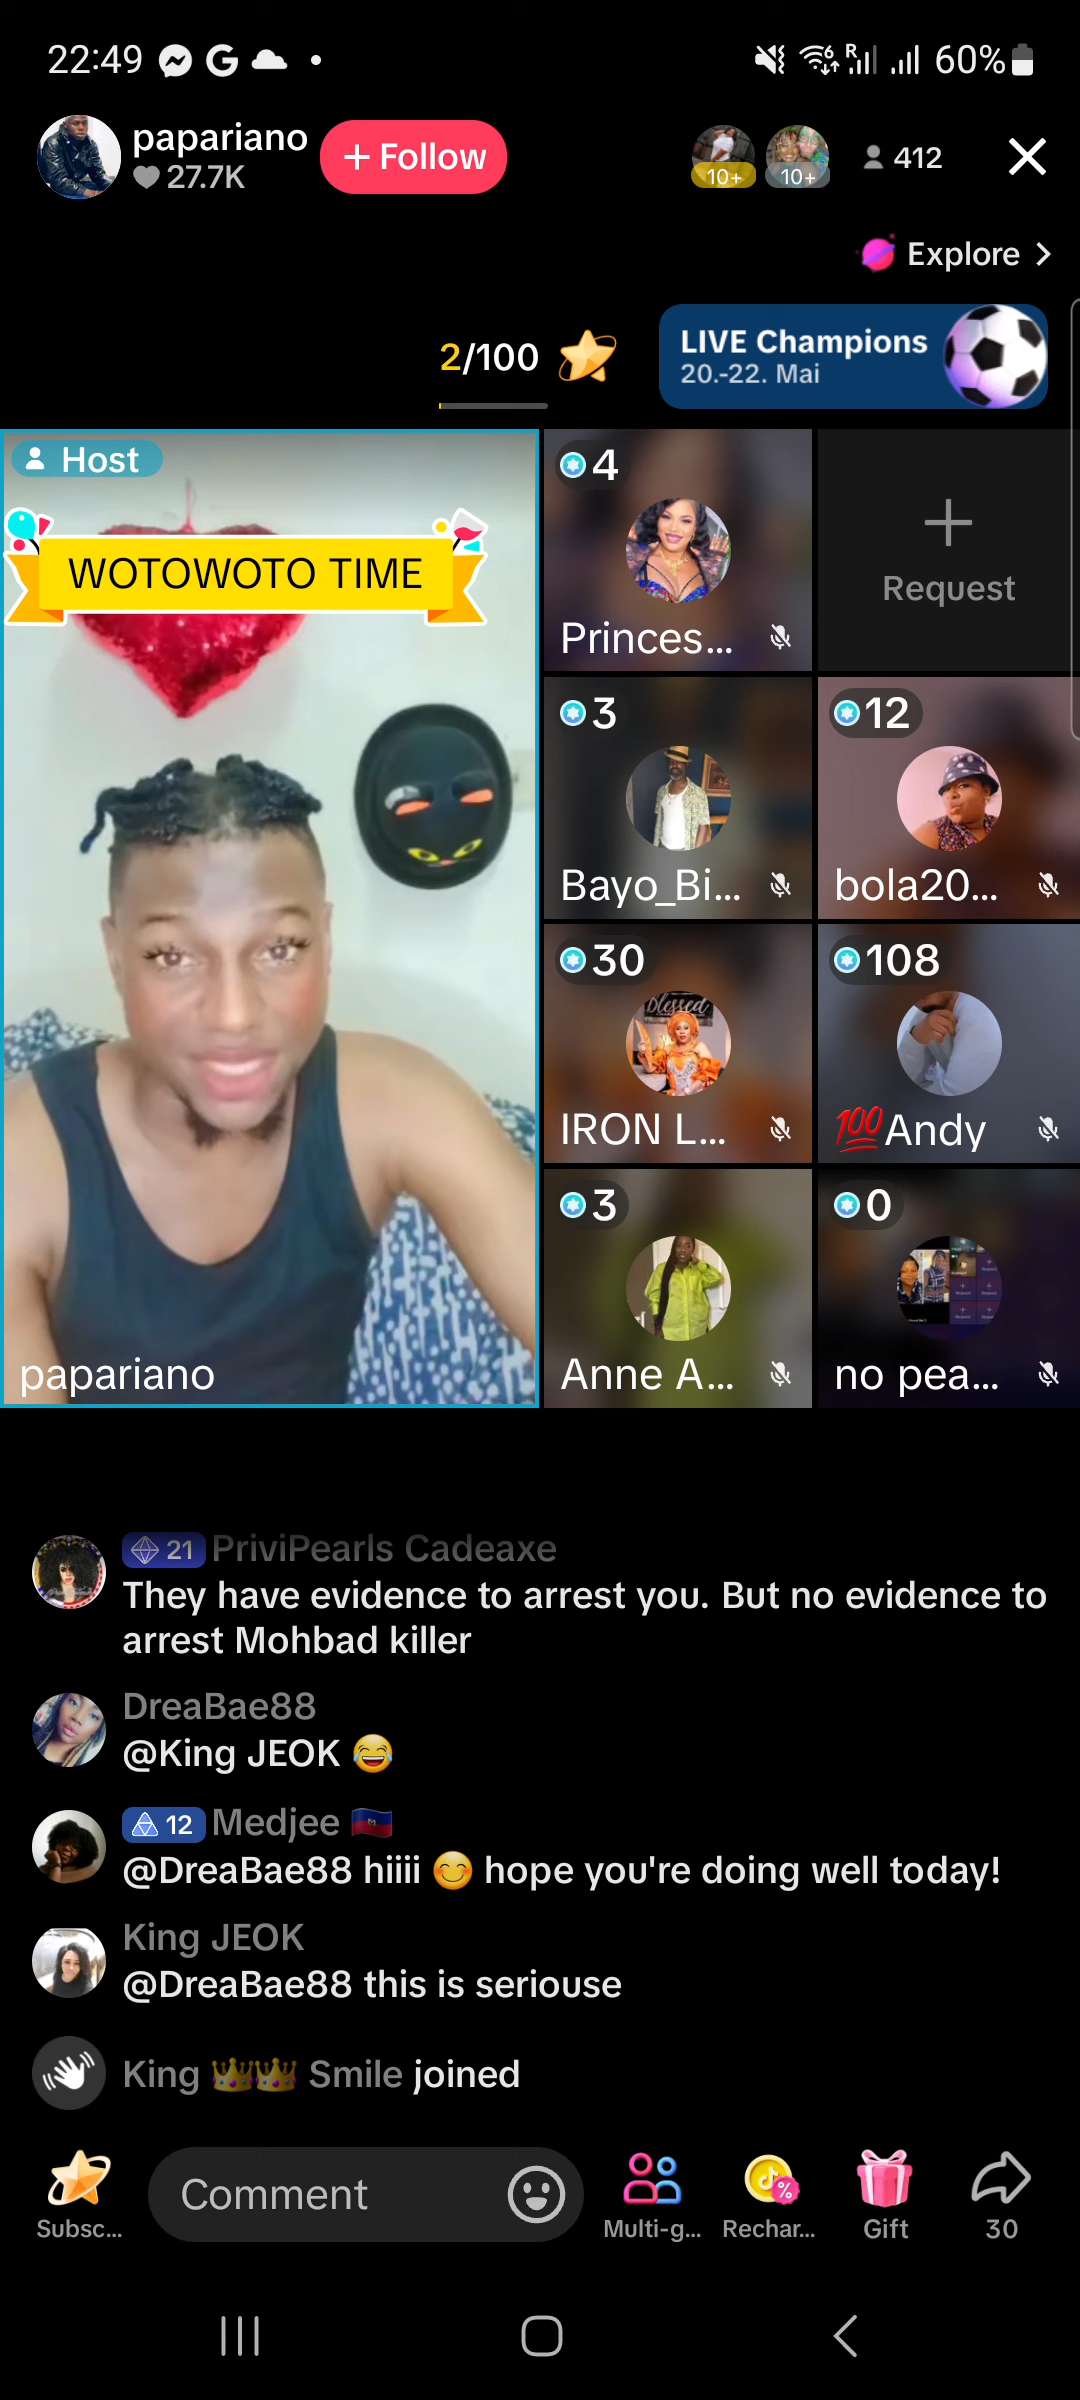 22:49
60%
papariano
27.7K
+ Follow
10+
10+
412
Explore
2/100
LIVE Champions
20.-22. Mai
Host
WOTOWOTO TIME
papariano
4
Princes...
Request
3
Bayo_Bi...
12
bola20...
30
Blessed
IRON L...
108
💯Andy
3
Anne A...
0
no pea...
21 PriviPearls Cadeaxe
They have evidence to arrest you. But no evidence to
arrest Mohbad killer
DreaBae88
@King JEOK 😂
12 Medjee 🇭🇹
@DreaBae88 hiiii 😊 hope you're doing well today!
King JEOK
@DreaBae88 this is seriouse
King 👑👑 Smile joined
Comment
Subsc...
Multi-g...
Rechar...
Gift
30